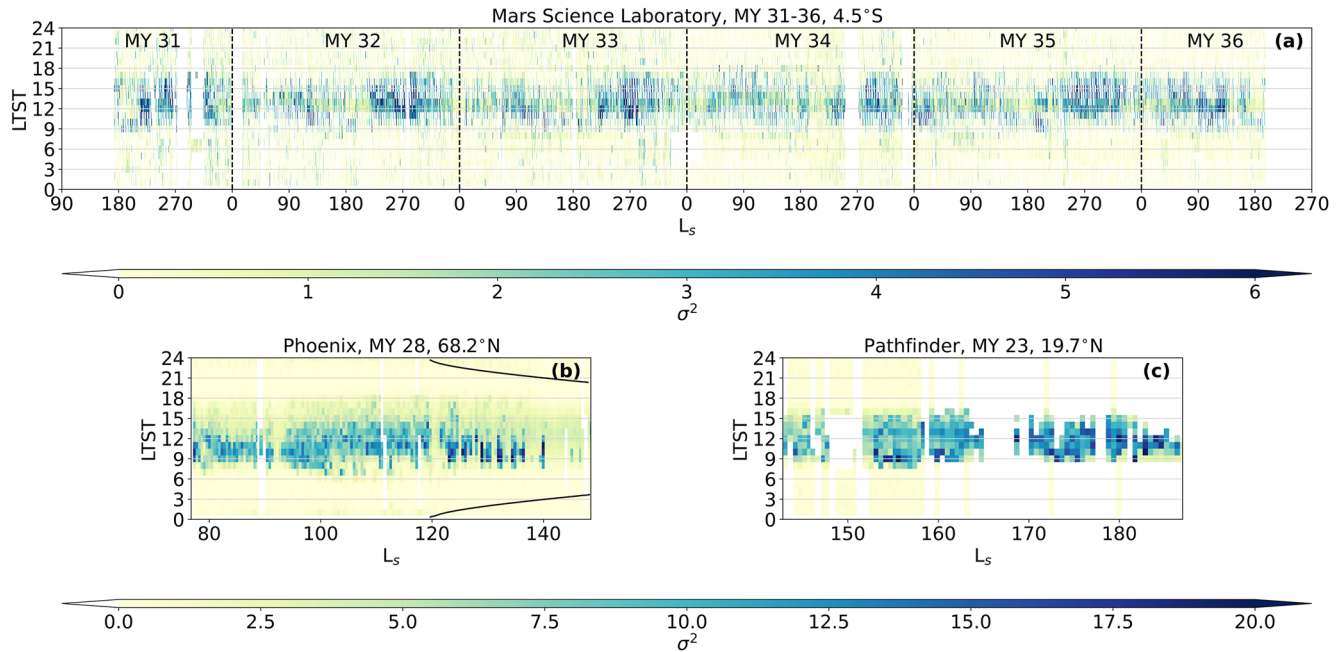 Mars Science Laboratory, MY 31-36, 4.5°S
24
21
18
15
12
9
6
3
0
LTST
MY 31 MY 32 MY 33 MY 34 MY 35 MY 36 (a)
90 180 270 0 90 180 270 0 90 180 270 0 90 180 270 0 90 180 270 0 90 180 270
Lₛ
0 1 2 3 4 5 6
σ²
Phoenix, MY 28, 68.2°N
(b)
24
21
18
15
12
9
6
3
0
LTST
80 100 120 140
Lₛ
Pathfinder, MY 23, 19.7°N
(c)
24
21
18
15
12
9
6
3
0
LTST
150 160 170 180
Lₛ
0.0 2.5 5.0 7.5 10.0 12.5 15.0 17.5 20.0
σ²